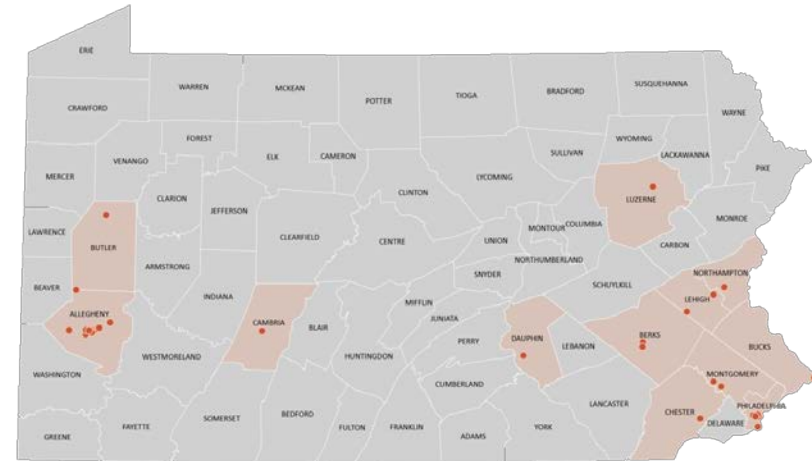 ERIE
WARREN
MCKEAN
POTTER
TIOGA
BRADFORD
SUSQUEHANNA
CRAWFORD
WAYNE
FOREST
WYOMING
VENANGO
ELK
CAMERON
SULLIVAN
LACKAWANNA
MERCER
LYCOMING
PIKE
CLARION
CLINTON
LUZERNE
JEFFERSON
MONROE
LAWRENCE
CLEARFIELD
CENTRE
UNION
MONTOUR
COLUMBIA
BUTLER
CARBON
ARMSTRONG
NORTHUMBERLAND
SNYDER
NORTHAMPTON
BEAVER
SCHUYLKILL
INDIANA
LEHIGH
MIFFLIN
ALLEGHENY
JUNIATA
CAMBRIA
BLAIR
PERRY
DAUPHIN
LEBANON
BERKS
BUCKS
WESTMORELAND
HUNTINGDON
WASHINGTON
MONTGOMERY
CUMBERLAND
LANCASTER
PHILADELPHIA
CHESTER
SOMERSET
BEDFORD
DELAWARE
FAYETTE
FULTON
FRANKLIN
YORK
GREENE
ADAMS